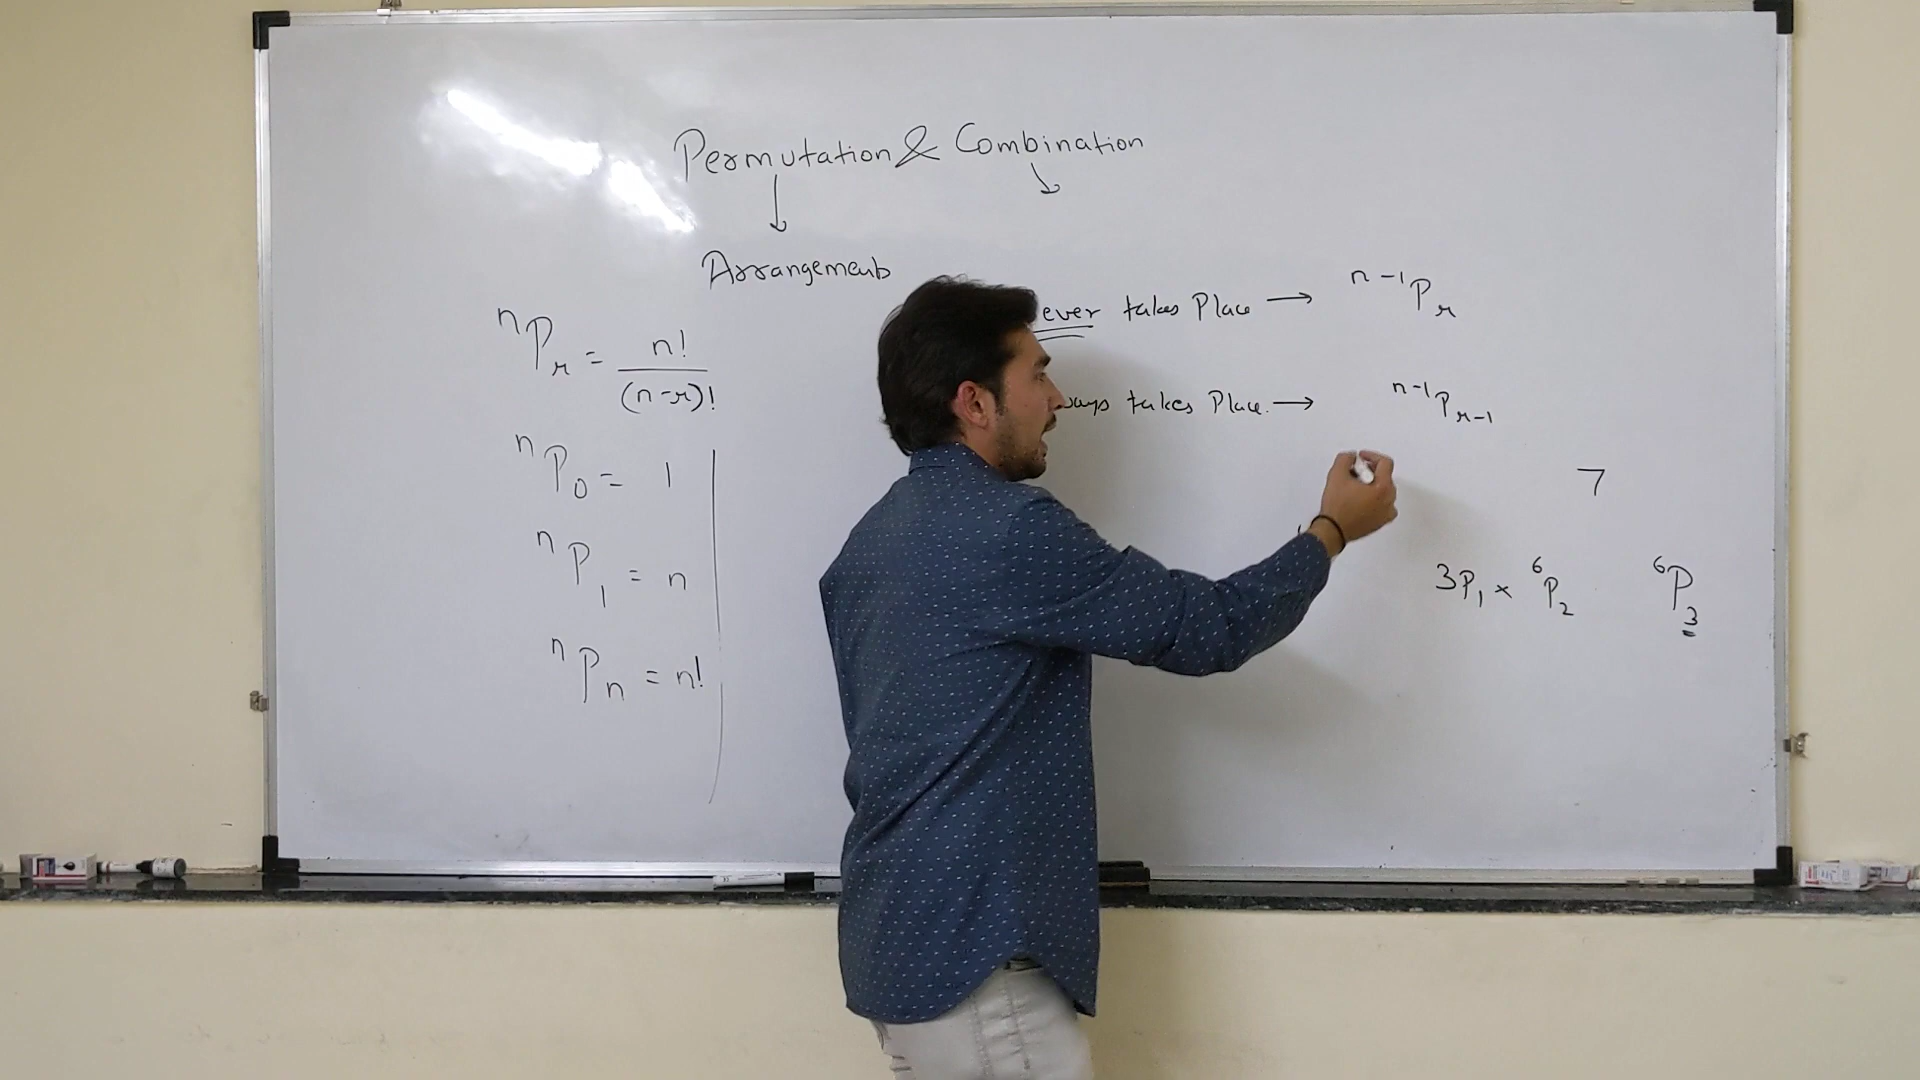 Permutation & Combination
Arrangements
ⁿPᵣ = n! / (n-r)!
ⁿP₀ = 1
ⁿP₁ = n
ⁿPₙ = n!
ever takes Place → ⁿ⁻¹Pᵣ
ways takes Place. → ⁿ⁻¹Pᵣ₋₁
7
3P₁ × ⁶P₂ ⁶P₃